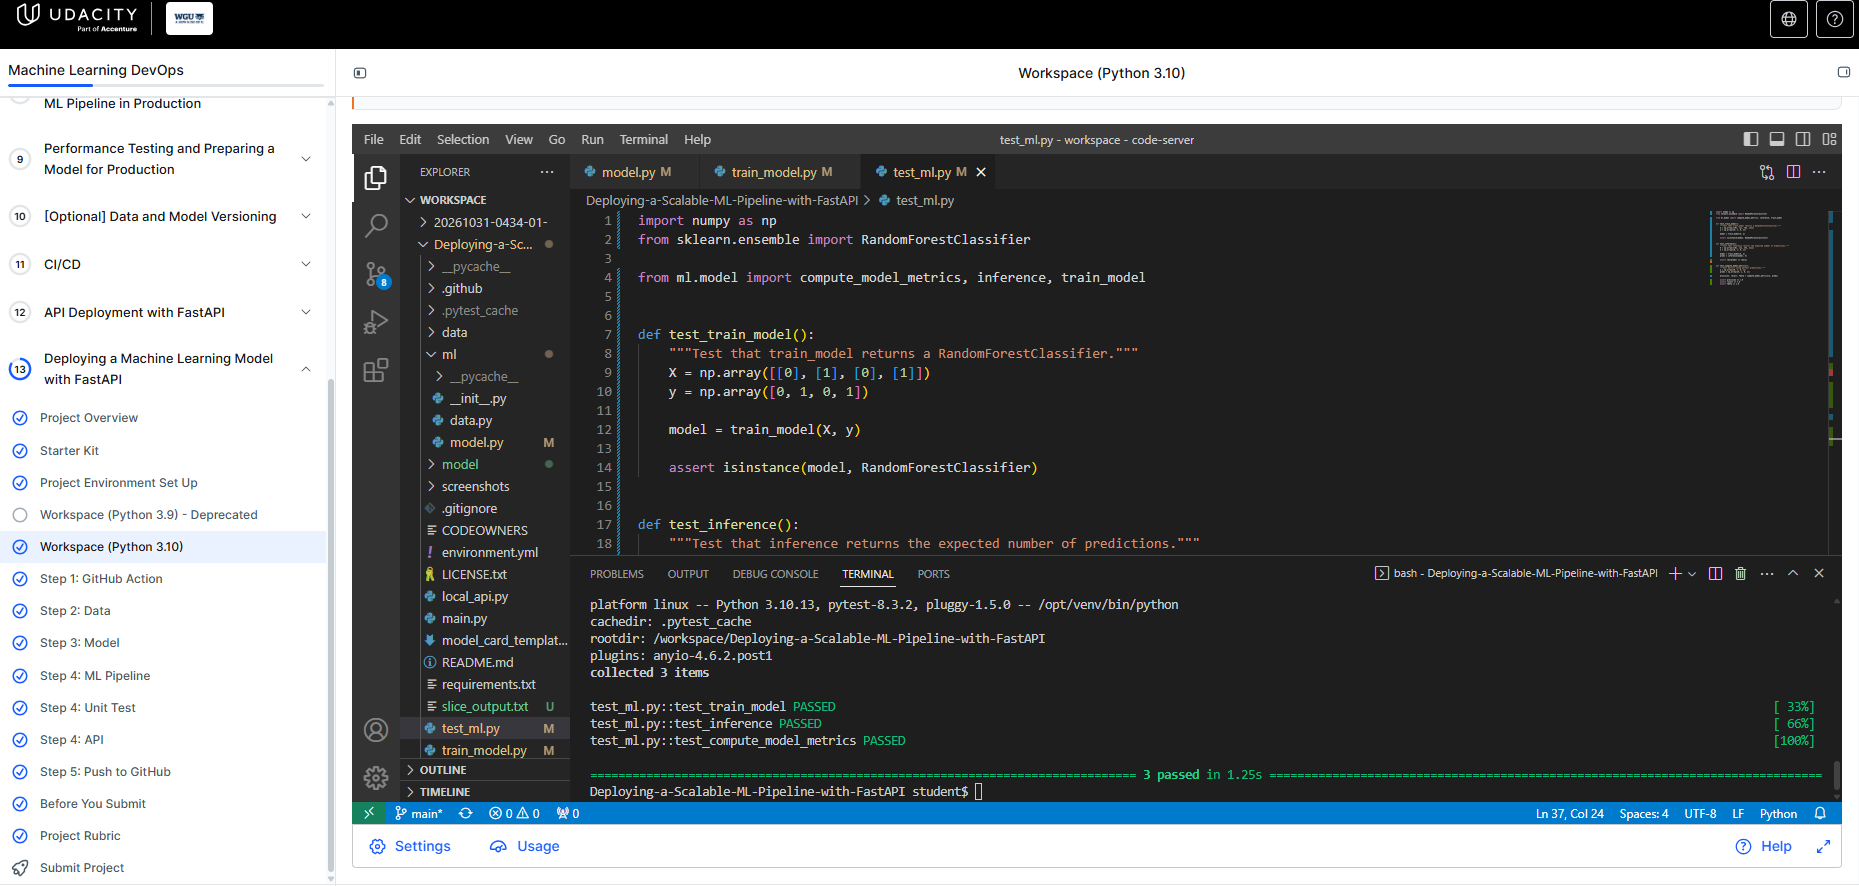 UDACITY
Part of Accenture
WGU
Machine Learning DevOps
Workspace (Python 3.10)
ML Pipeline in Production
9
Performance Testing and Preparing a
Model for Production
10
[Optional] Data and Model Versioning
11
CI/CD
12
API Deployment with FastAPI
13
Deploying a Machine Learning Model
with FastAPI
Project Overview
Starter Kit
Project Environment Set Up
Workspace (Python 3.9) - Deprecated
Workspace (Python 3.10)
Step 1: GitHub Action
Step 2: Data
Step 3: Model
Step 4: ML Pipeline
Step 4: Unit Test
Step 4: API
Step 5: Push to GitHub
Before You Submit
Project Rubric
Submit Project
File Edit Selection View Go Run Terminal Help
test_ml.py - workspace - code-server
8
EXPLORER
WORKSPACE
20261031-0434-01-
Deploying-a-Sc...
__pycache__
.github
.pytest_cache
data
ml
__pycache__
__init__.py
data.py
model.py M
model
screenshots
.gitignore
CODEOWNERS
environment.yml
LICENSE.txt
local_api.py
main.py
model_card_templat...
README.md
requirements.txt
slice_output.txt U
test_ml.py M
train_model.py M
OUTLINE
TIMELINE
model.py M train_model.py M test_ml.py M
Deploying-a-Scalable-ML-Pipeline-with-FastAPI > test_ml.py
1 import numpy as np
2 from sklearn.ensemble import RandomForestClassifier
3
4 from ml.model import compute_model_metrics, inference, train_model
5
6
7 def test_train_model():
8 """Test that train_model returns a RandomForestClassifier."""
9 X = np.array([[0], [1], [0], [1]])
10 y = np.array([0, 1, 0, 1])
11
12 model = train_model(X, y)
13
14 assert isinstance(model, RandomForestClassifier)
15
16
17 def test_inference():
18 """Test that inference returns the expected number of predictions."""
PROBLEMS OUTPUT DEBUG CONSOLE TERMINAL PORTS
bash - Deploying-a-Scalable-ML-Pipeline-with-FastAPI
platform linux -- Python 3.10.13, pytest-8.3.2, pluggy-1.5.0 -- /opt/venv/bin/python
cachedir: .pytest_cache
rootdir: /workspace/Deploying-a-Scalable-ML-Pipeline-with-FastAPI
plugins: anyio-4.6.2.post1
collected 3 items
test_ml.py::test_train_model PASSED [ 33%]
test_ml.py::test_inference PASSED [ 66%]
test_ml.py::test_compute_model_metrics PASSED [100%]
3 passed in 1.25s
Deploying-a-Scalable-ML-Pipeline-with-FastAPI student$
main* 0 0 0
Ln 37, Col 24 Spaces: 4 UTF-8 LF Python
Settings Usage Help